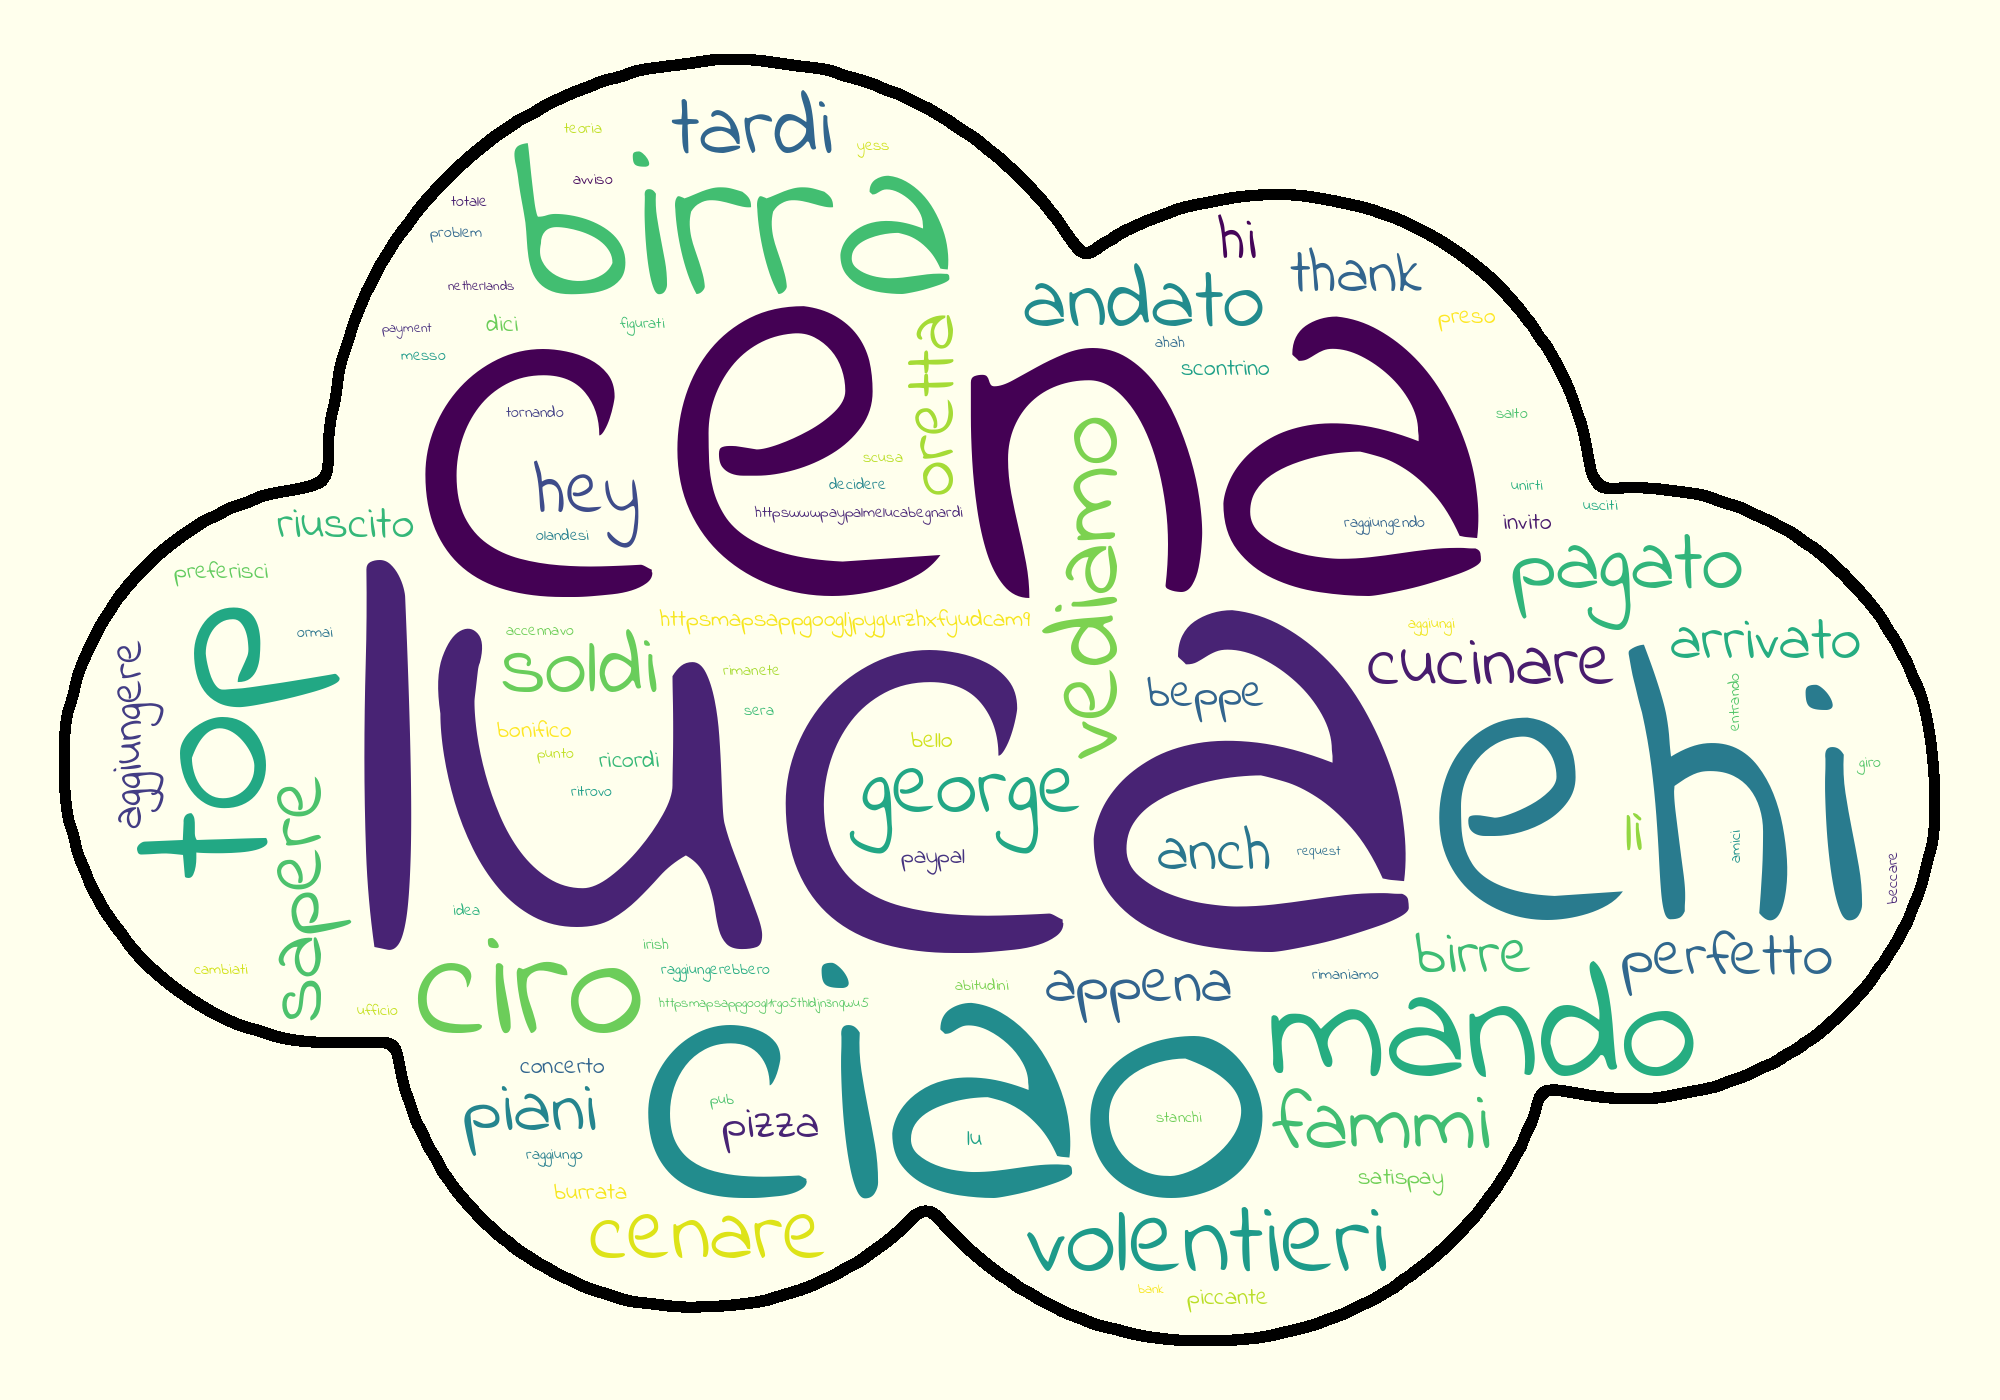 teoria
tardi
yess
birra
avviso
totale
problem
netherlands
payment
dici
figurati
messo
hi
thank
andato
preso
ahah
scontrino
cena
oretta
tornando
hey
scusa
decidere
httpswwwpaypalmelucabegnardi
olandesi
vediamo
salto
unirti
usciti
raggiungendo
invito
riuscito
preferisci
pagato
top
ormai
aggiungere
accennavo
httpsmapsappgoogljpygurzhxfyudcam9
soldi
rimanete
sera
aggiungi
arrivato
cucinare
beppe
luca
ehi
bonifico
punto
ricordi
ritrovo
bello
george
paypal
anch
request
lì
entrando
amici
giro
beccare
sapere
idea
irish
cambiati
ufficio
ciro
raggiungerebbero
abitudini
appena
rimaniamo
birre
perfetto
mando
ciao
concerto
piani
raggiungo
pub
pizza
lu
stanchi
fammi
satispay
burrata
cenare
volentieri
bank
piccante